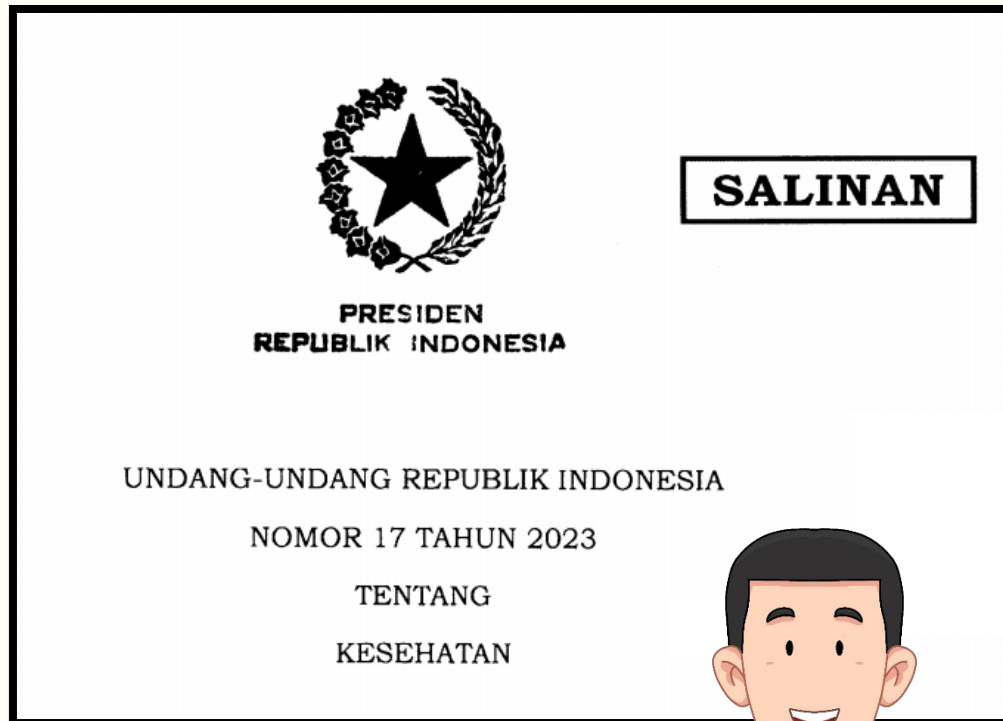 SALINAN
PRESIDEN
REPUBLIK INDONESIA
UNDANG-UNDANG REPUBLIK INDONESIA
NOMOR 17 TAHUN 2023
TENTANG
KESEHATAN